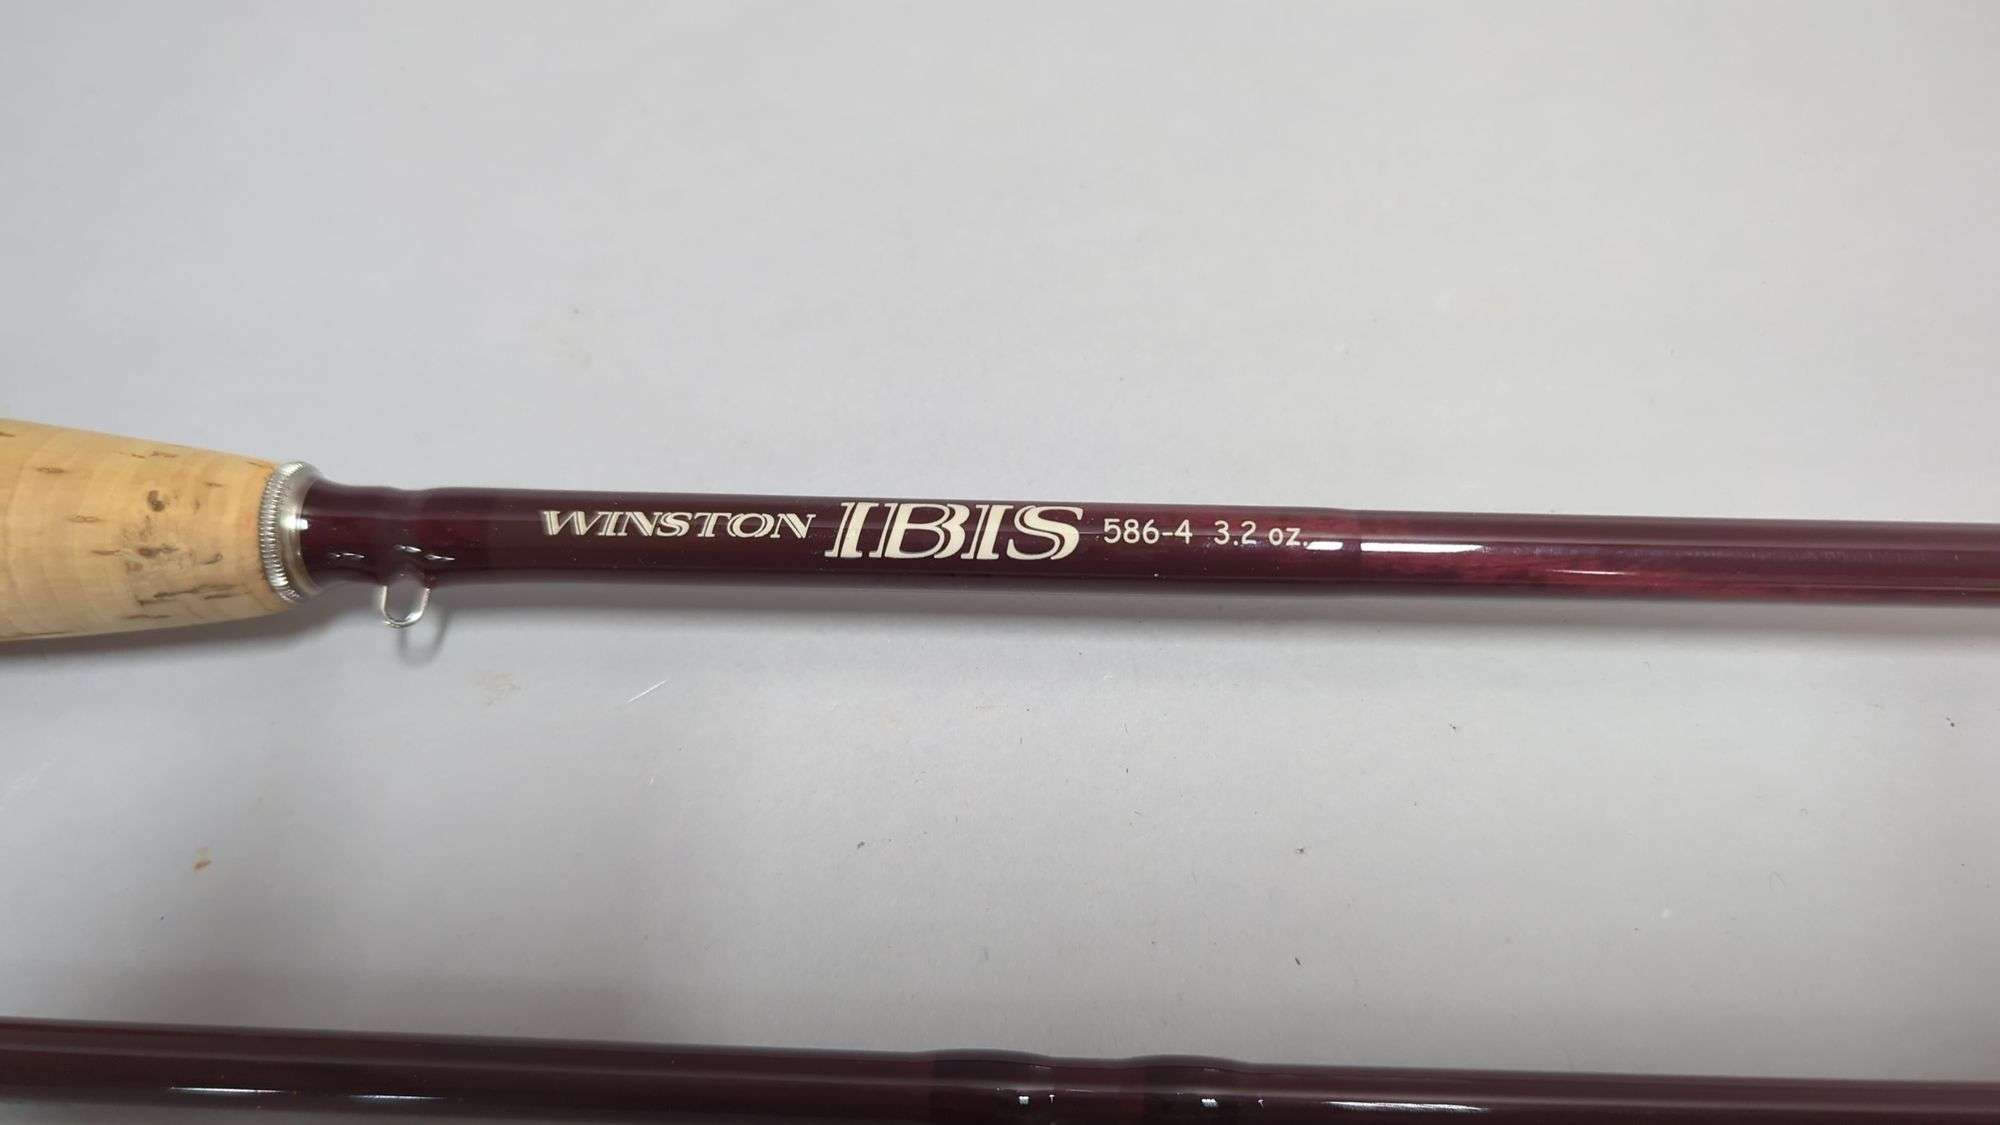 WINSTON IBIS 586-4 3.2 oz.